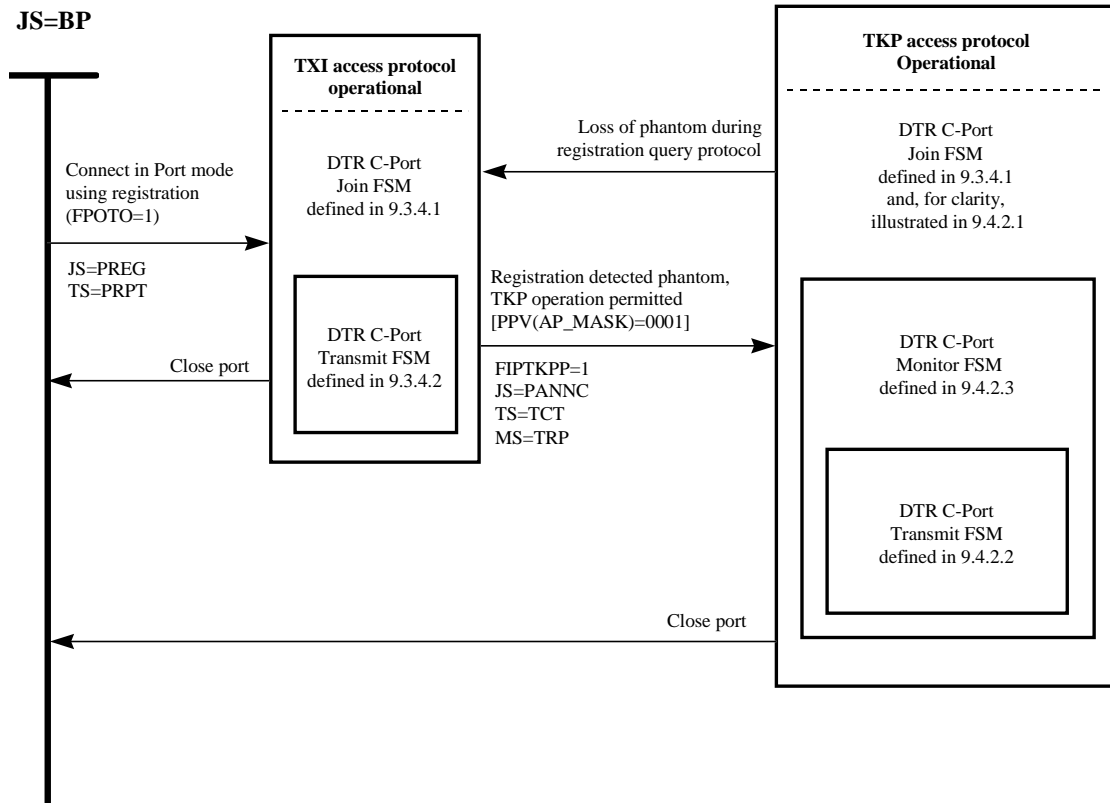 JS=BP
TXI access protocol
operational
TKP access protocol
Operational
Connect in Port mode
using registration
(FPOTO=1)
JS=PREG
TS=PRPT
DTR C-Port
Join FSM
defined in 9.3.4.1
Loss of phantom during
registration query protocol
DTR C-Port
Join FSM
defined in 9.3.4.1
and, for clarity,
illustrated in 9.4.2.1
Close port
DTR C-Port
Transmit FSM
defined in 9.3.4.2
Registration detected phantom,
TKP operation permitted
[PPV(AP_MASK)=0001]
FIPTKPP=1
JS=PANNC
TS=TCT
MS=TRP
DTR C-Port
Monitor FSM
defined in 9.4.2.3
DTR C-Port
Transmit FSM
defined in 9.4.2.2
Close port